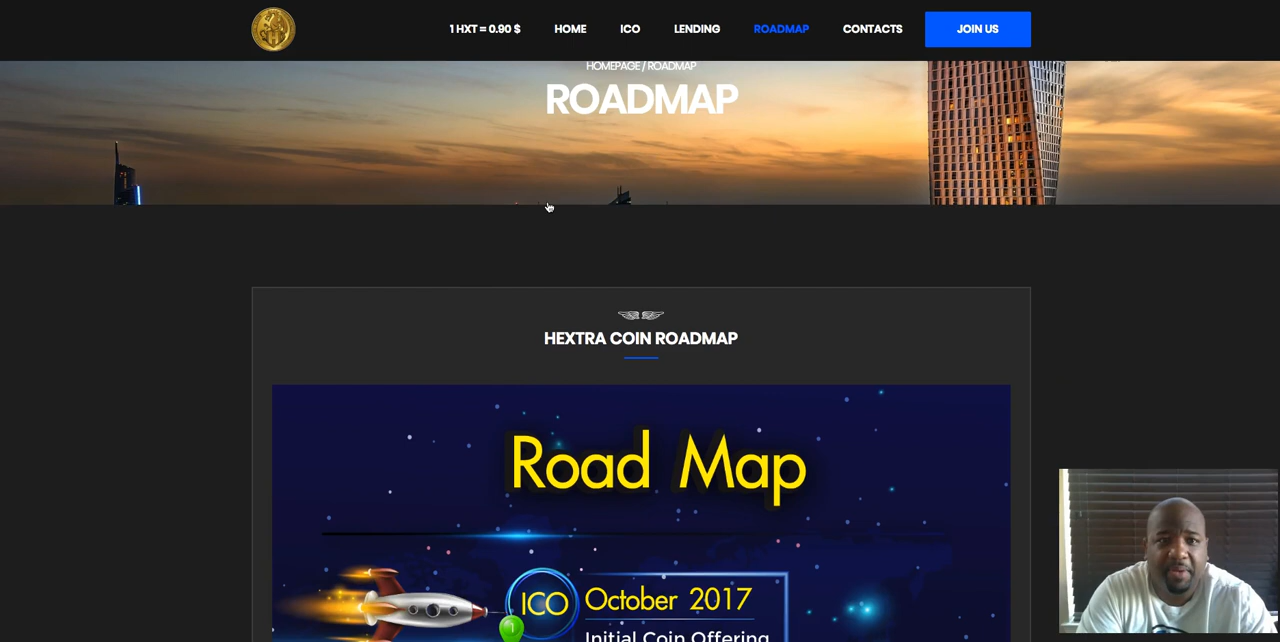 1 HXT = 0.90 $ HOME ICO LENDING ROADMAP CONTACTS JOIN US
HOMEPAGE / ROADMAP
ROADMAP
HEXTRA COIN ROADMAP
Road Map
ICO October 2017
1 Initial Coin Offering